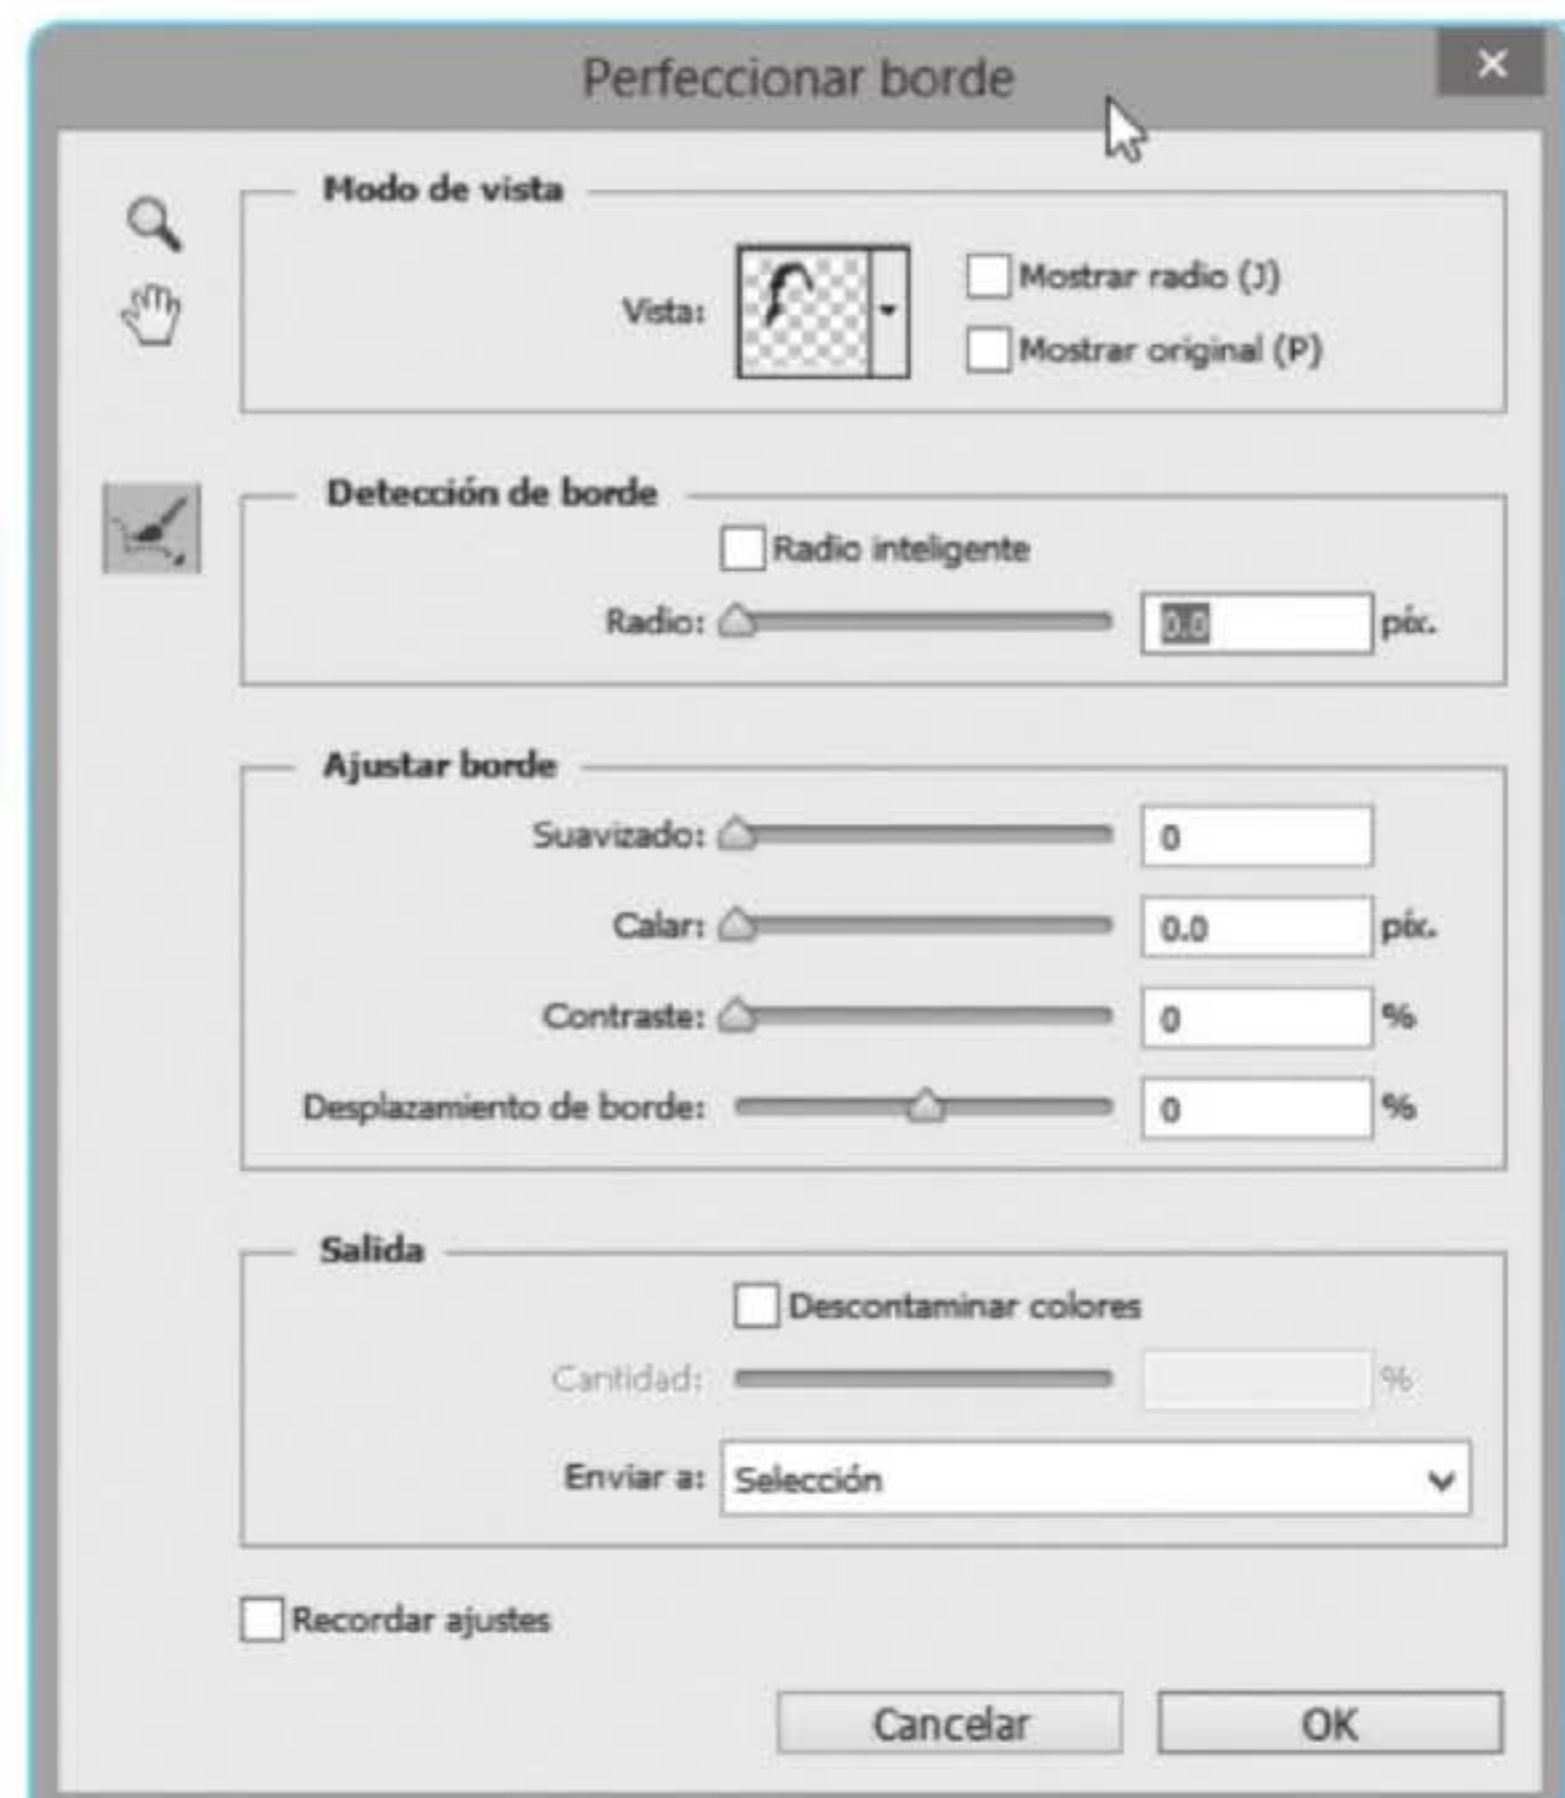 Perfeccionar borde
Modo de vista
Vista:
Mostrar radio (J)
Mostrar original (P)
Detección de borde
Radio inteligente
Radio: 0.0 píx.
Ajustar borde
Suavizado: 0
Calar: 0.0 píx.
Contraste: 0 %
Desplazamiento de borde: 0 %
Salida
Descontaminar colores
Cantidad: %
Enviar a: Selección
Recordar ajustes
Cancelar OK